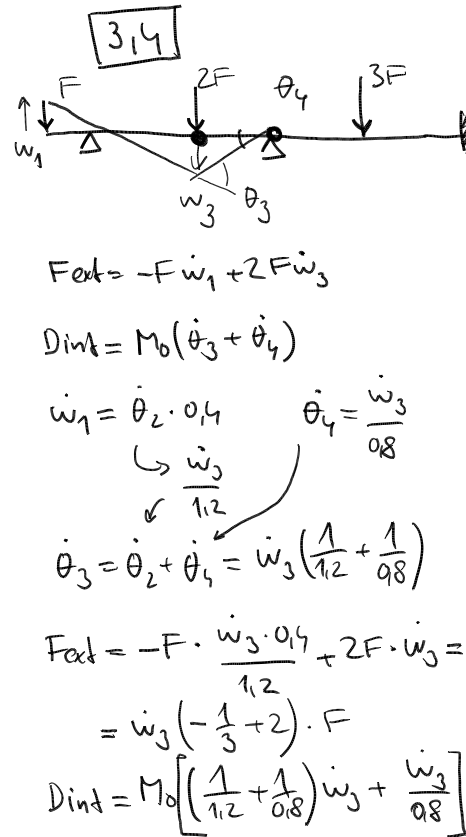 3,4
F 2F θ₄ 3F
w₁
w₃ θ₃
Fext = -Fẇ₁ + 2Fẇ₃
Dint = M₀(θ̇₃ + θ̇₄)
ẇ₁ = θ̇₂ · 0,4 θ̇₄ = ẇ₃/0,8
ẇ₃/1,2
θ̇₃ = θ̇₂ + θ̇₄ = ẇ₃(1/1,2 + 1/0,8)
Fext = -F · ẇ₃·0,4/1,2 + 2F · ẇ₃ =
= ẇ₃(-1/3 + 2) · F
Dint = M₀[(1/1,2 + 1/0,8)ẇ₃ + ẇ₃/0,8]